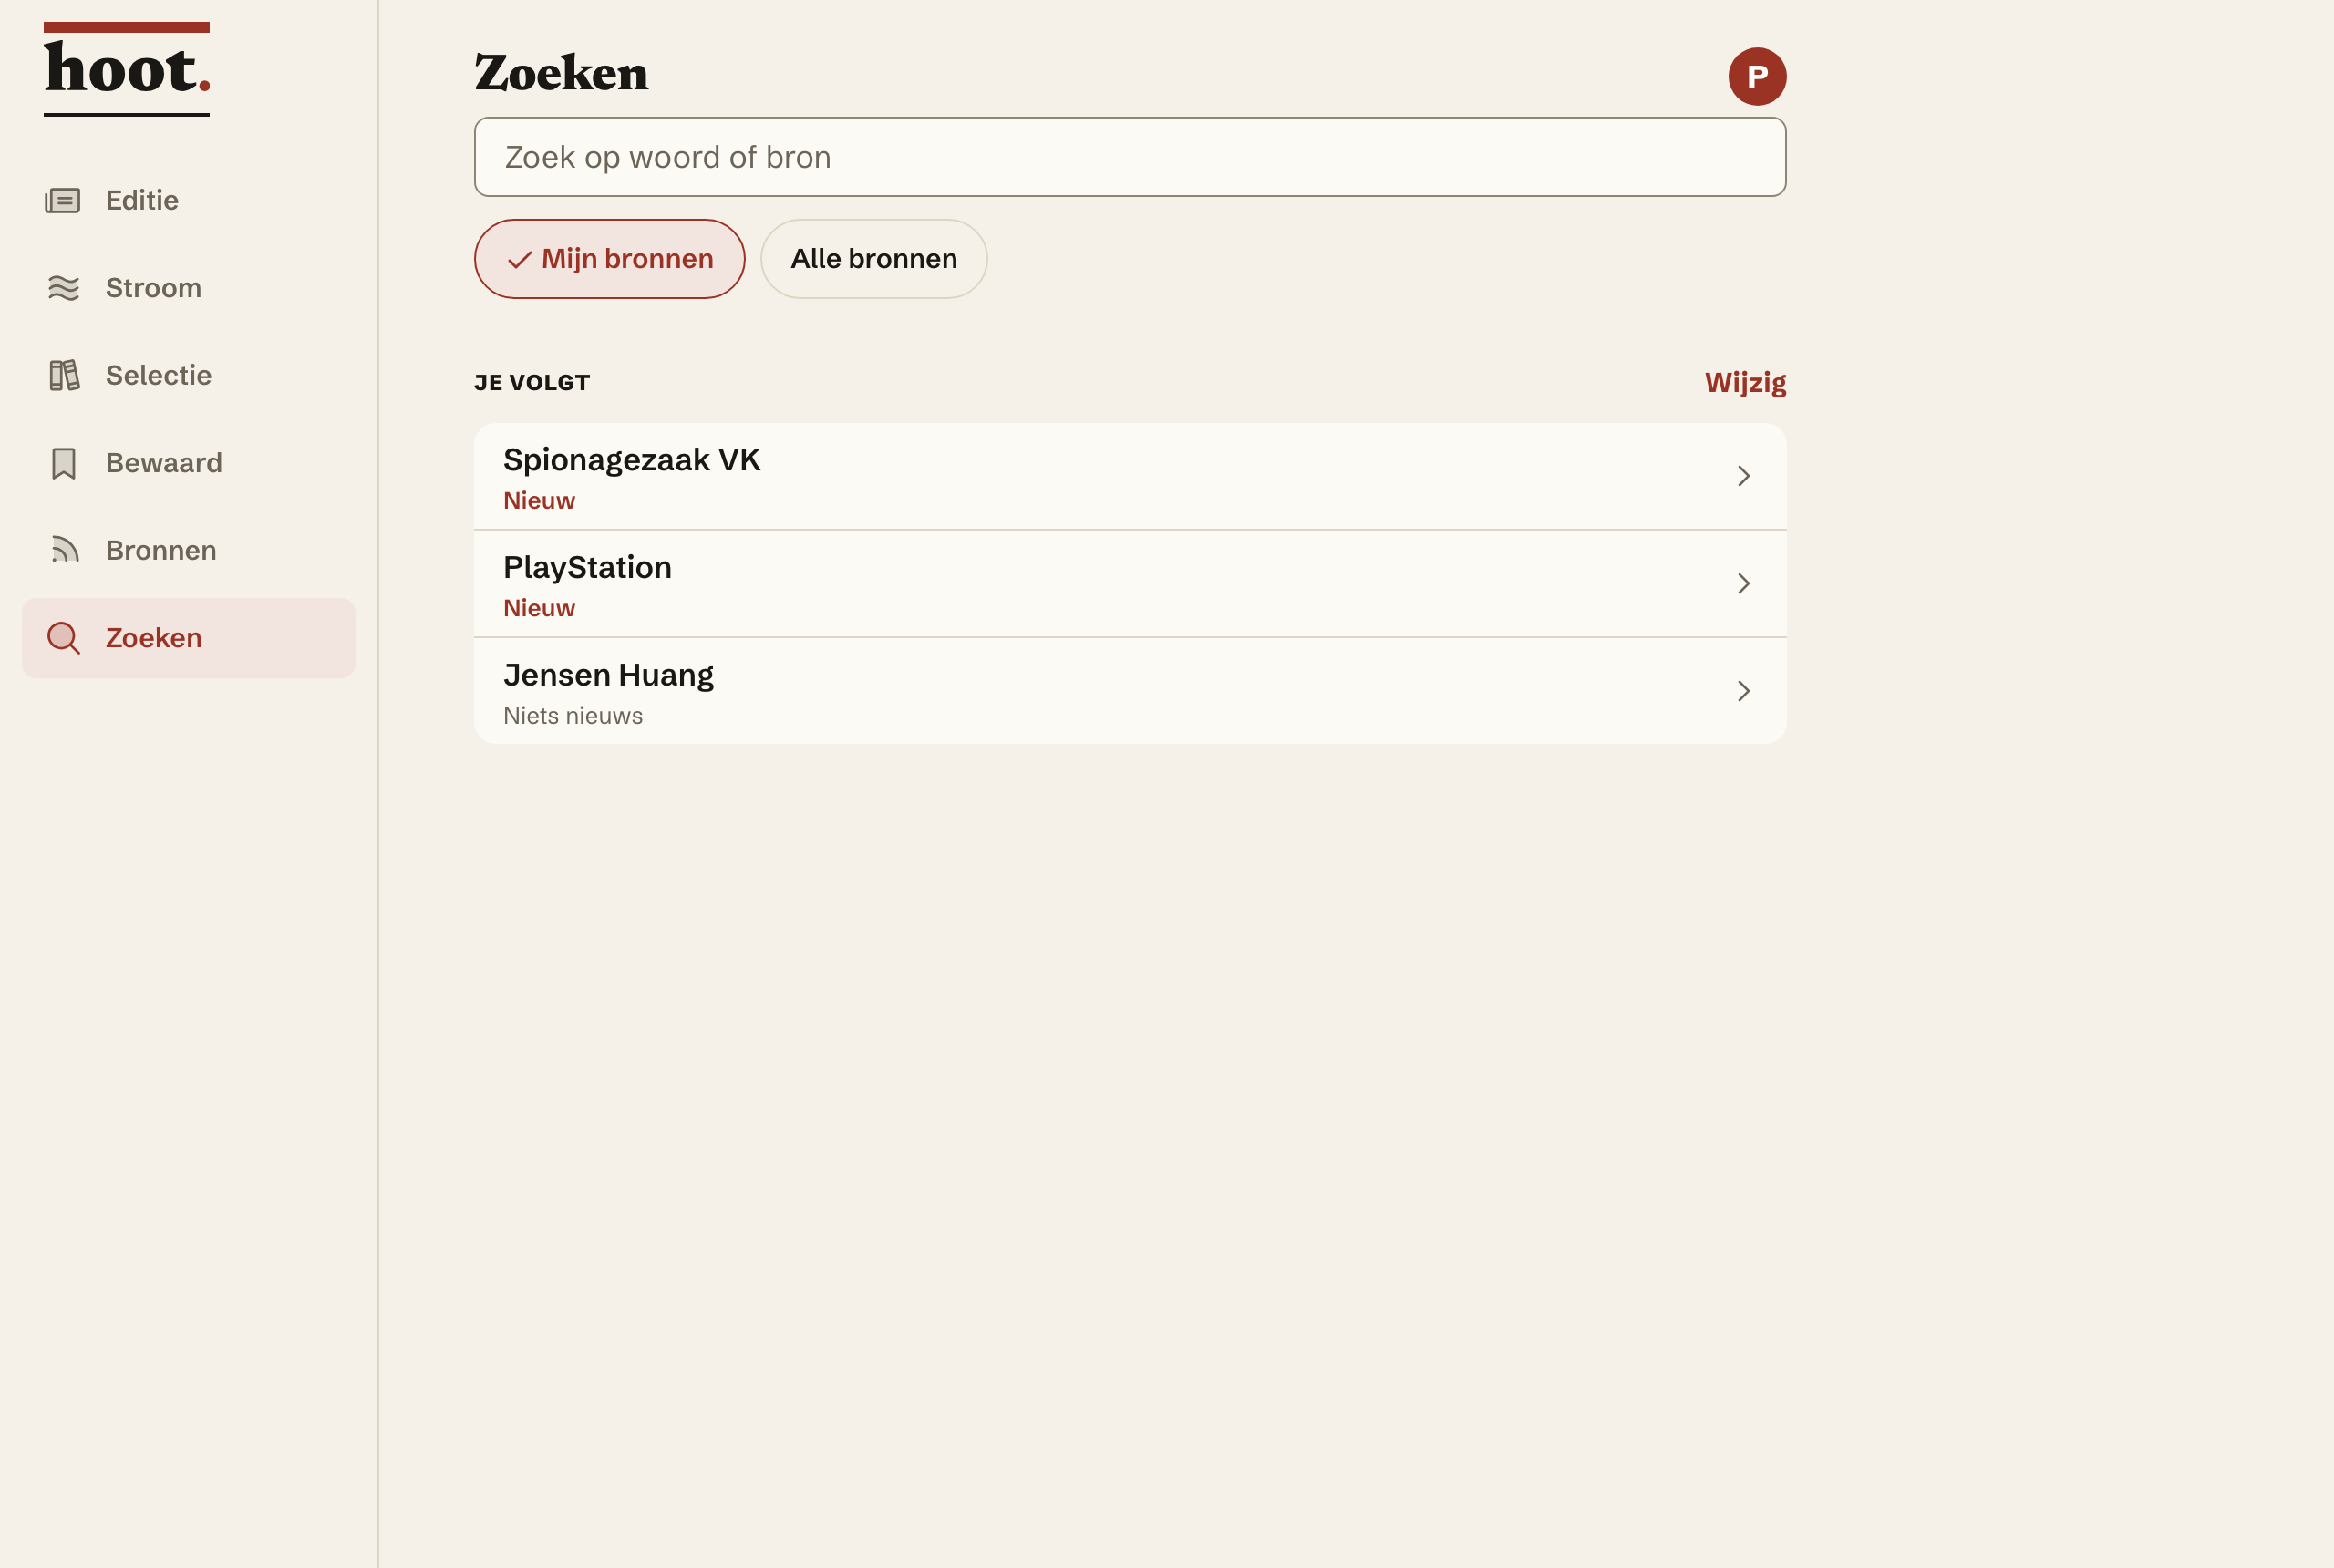 hoot.
Editie
Stroom
Selectie
Bewaard
Bronnen
Zoeken
Zoeken
P
Zoek op woord of bron
Mijn bronnen
Alle bronnen
JE VOLGT
Wijzig
Spionagezaak VK
Nieuw
PlayStation
Nieuw
Jensen Huang
Niets nieuws